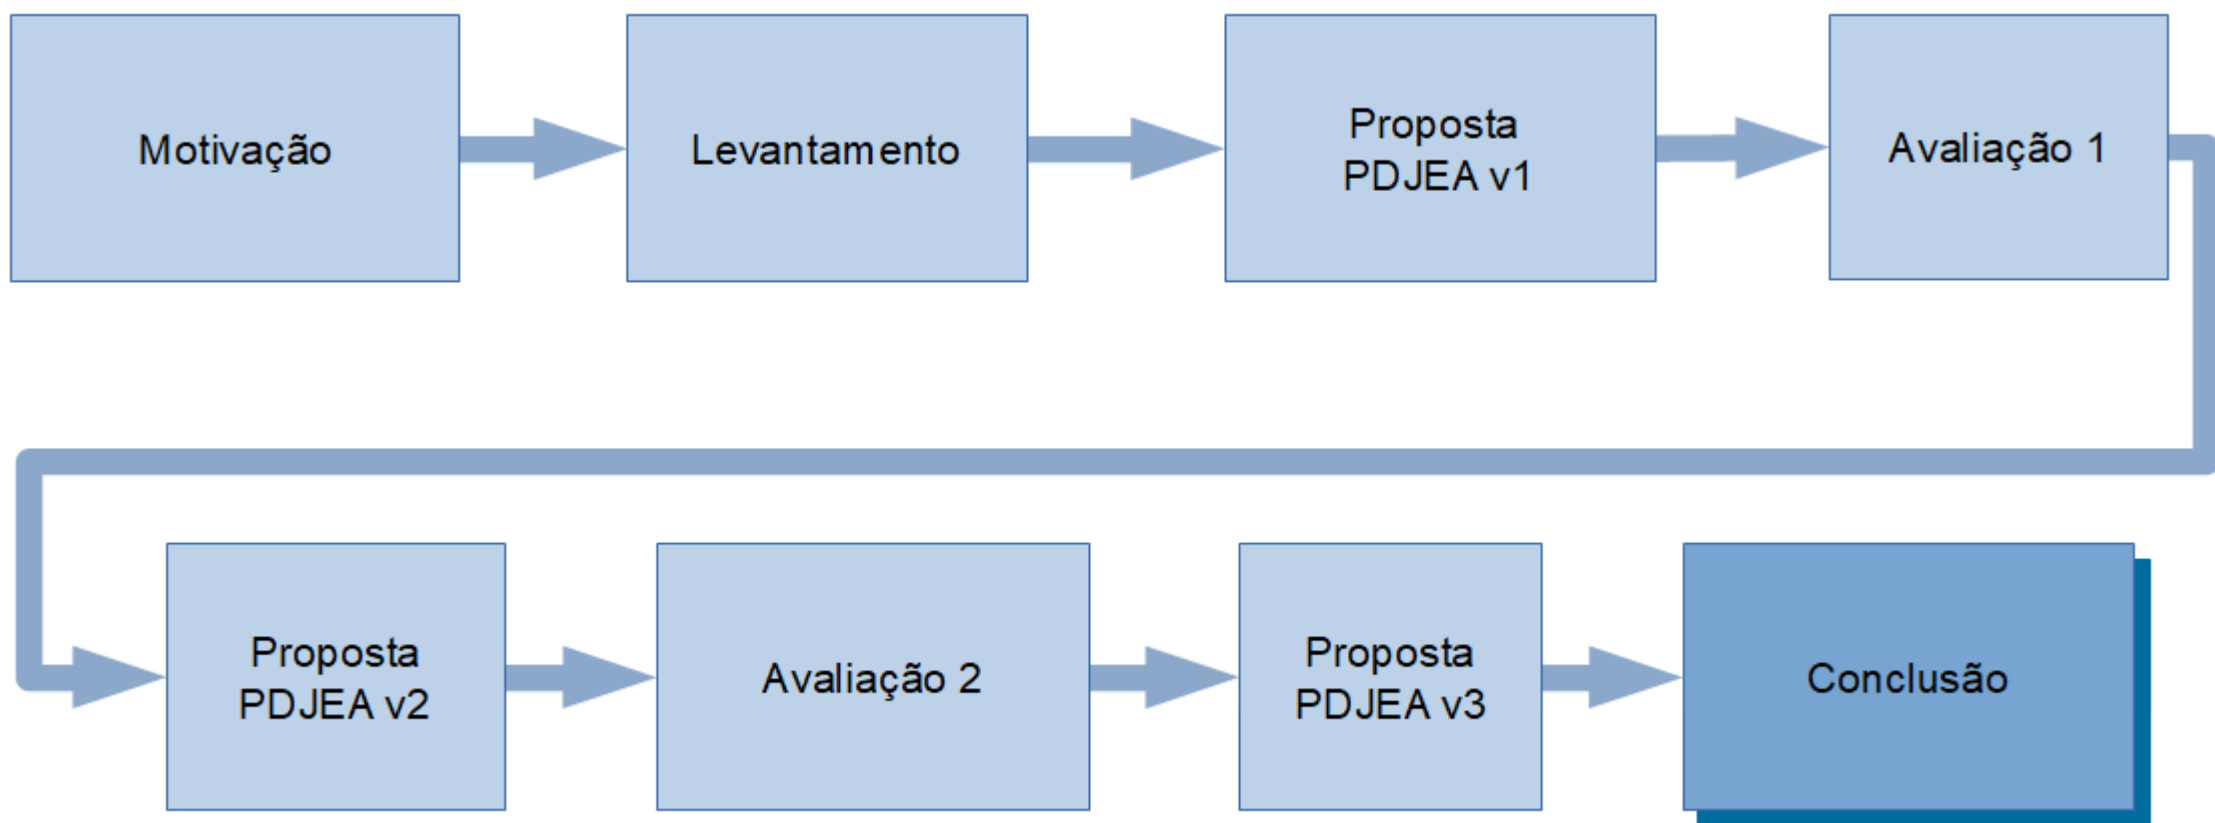 Motivação
Levantamento
Proposta
PDJEA v1
Avaliação 1
Proposta
PDJEA v2
Avaliação 2
Proposta
PDJEA v3
Conclusão